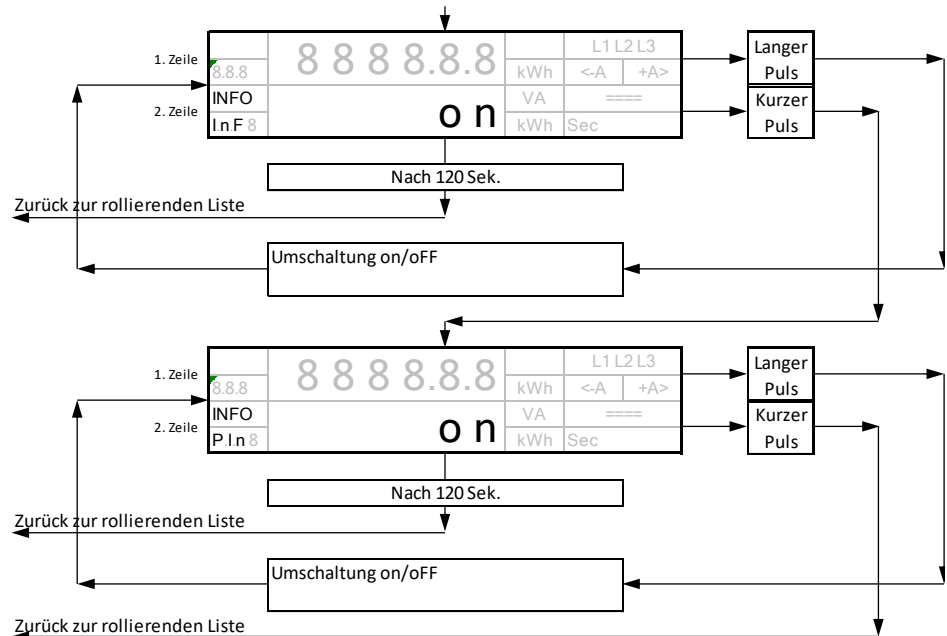 L1 L2 L3
1. Zeile
8 8 8 8.8.8
Langer
Puls
8.8.8
kWh
<-A
+A>
INFO
VA
====
Kurzer
Puls
2. Zeile
I.n F 8
o n
kWh
Sec
Nach 120 Sek.
Zurück zur rollierenden Liste
Umschaltung on/oFF
L1 L2 L3
1. Zeile
8 8 8 8.8.8
Langer
Puls
8.8.8
kWh
<-A
+A>
INFO
VA
====
Kurzer
Puls
2. Zeile
P.I.n 8
o n
kWh
Sec
Nach 120 Sek.
Zurück zur rollierenden Liste
Umschaltung on/oFF
Zurück zur rollierenden Liste